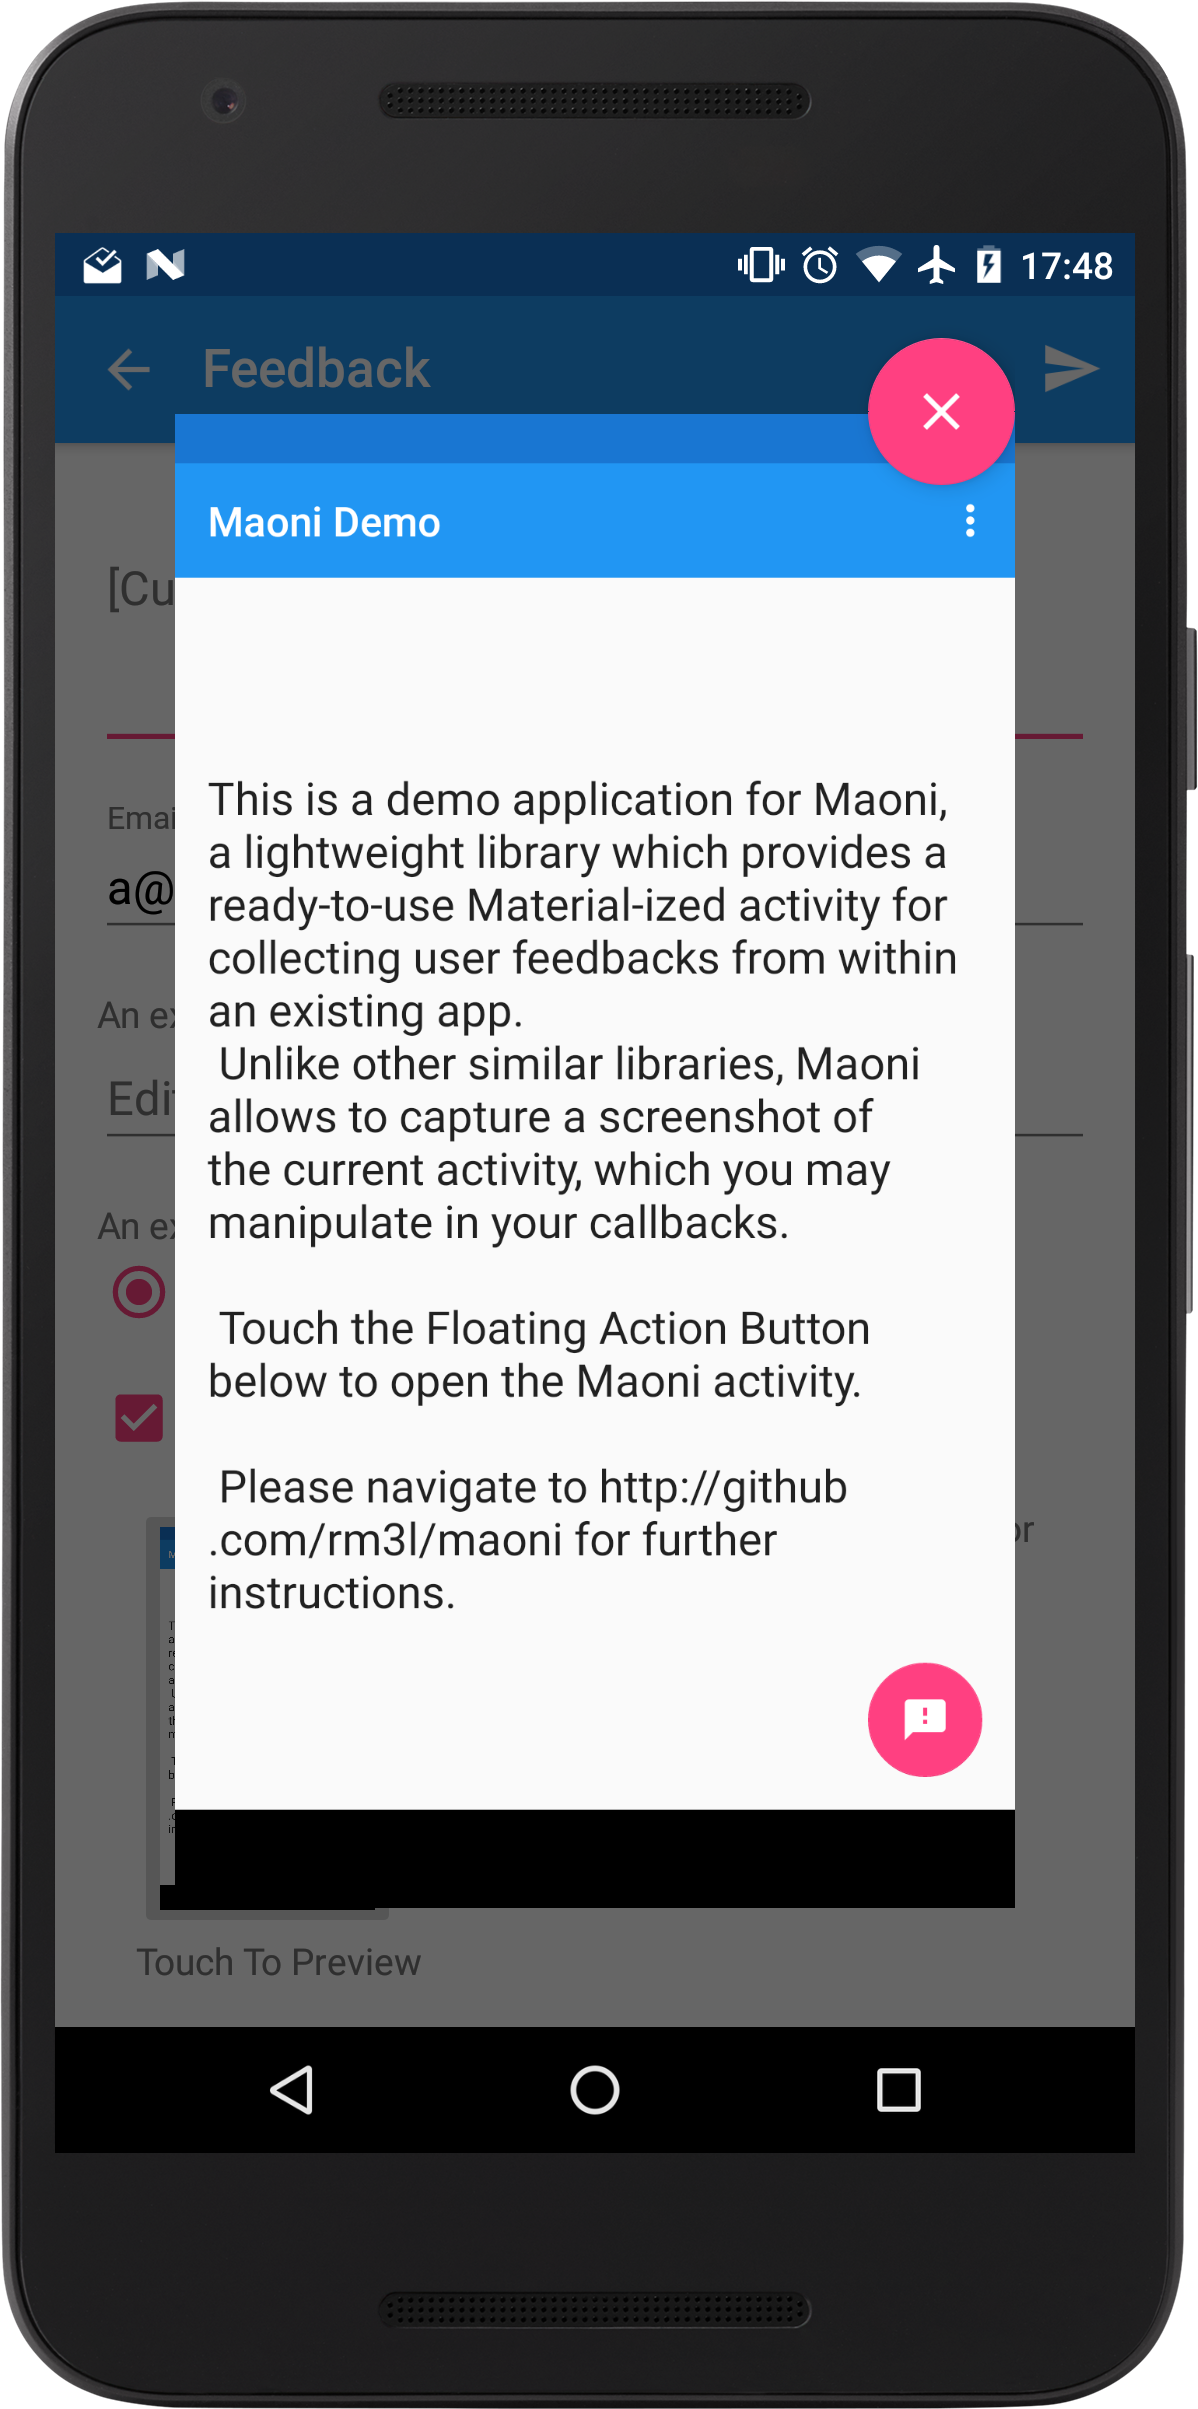 17:48
Feedback
Maoni Demo
[Cu
This is a demo application for Maoni,
a lightweight library which provides a
ready-to-use Material-ized activity for
collecting user feedbacks from within
an existing app.
Unlike other similar libraries, Maoni
allows to capture a screenshot of
the current activity, which you may
manipulate in your callbacks.
Touch the Floating Action Button
below to open the Maoni activity.
Please navigate to http://github
.com/rm3l/maoni for further
instructions.
Emai
a@
An ex
Edit
An ex
or
Touch To Preview